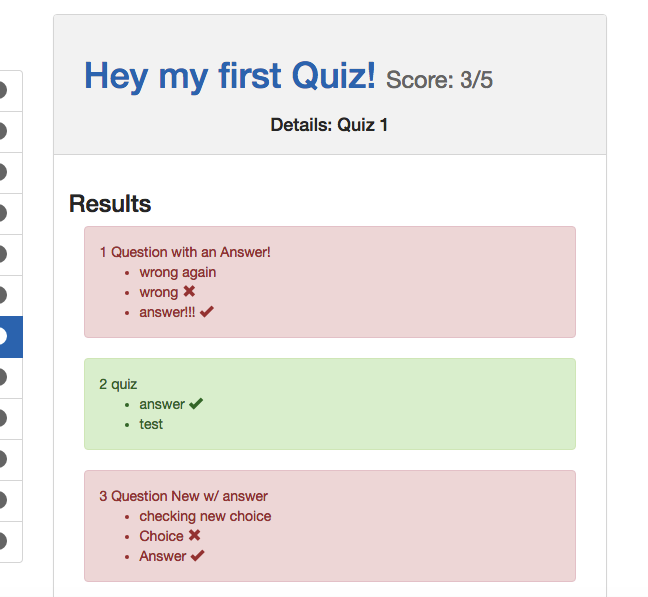 Hey my first Quiz! Score: 3/5
Details: Quiz 1
Results
1 Question with an Answer!
• wrong again
• wrong ✖
• answer!!! ✔
2 quiz
• answer ✔
• test
3 Question New w/ answer
• checking new choice
• Choice ✖
• Answer ✔